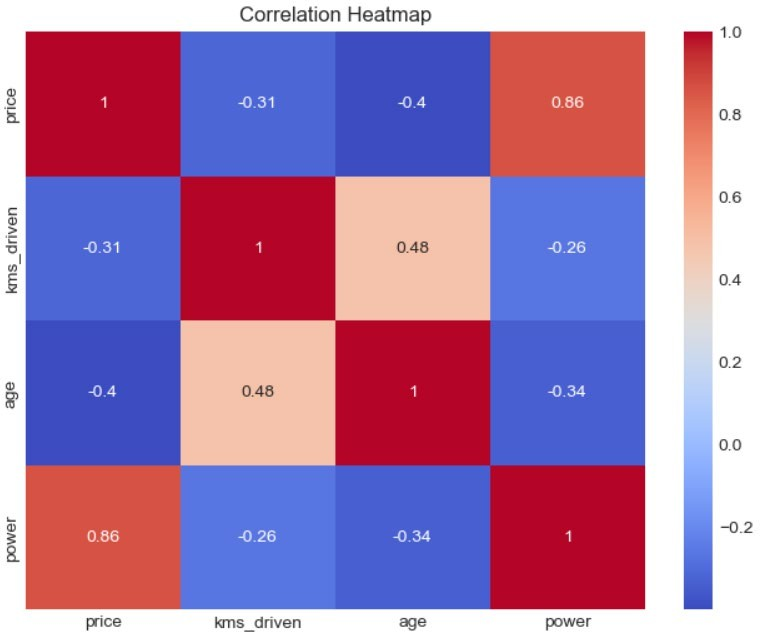 Correlation Heatmap
price 1 -0.31 -0.4 0.86
kms_driven -0.31 1 0.48 -0.26
age -0.4 0.48 1 -0.34
power 0.86 -0.26 -0.34 1
price kms_driven age power
1.0
0.8
0.6
0.4
0.2
0.0
−0.2